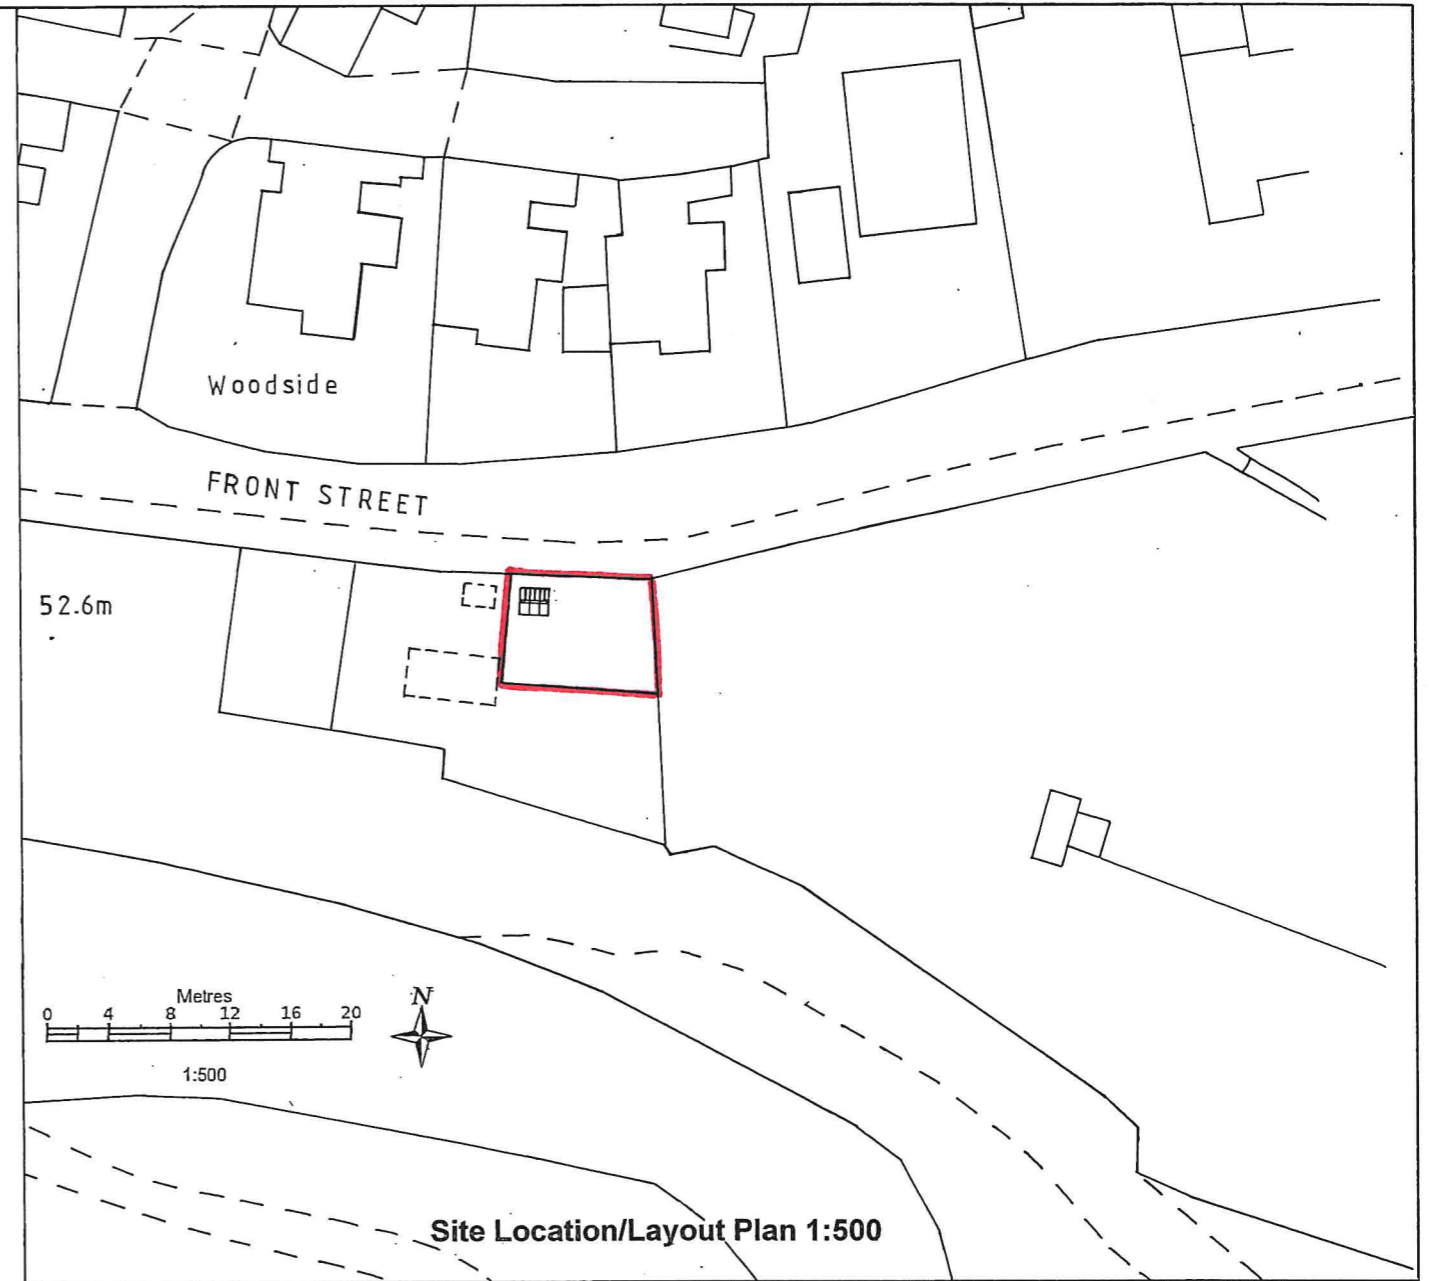 Woodside
FRONT STREET
52.6m
Metres
0 4 8 12 16 20
N
1:500
Site Location/Layout Plan 1:500